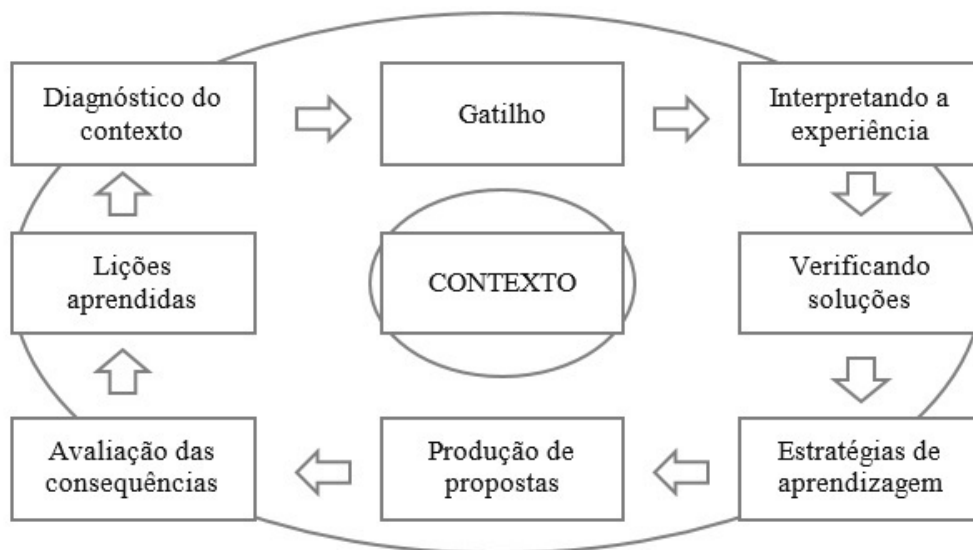 Diagnóstico do
contexto
Gatilho
Interpretando a
experiência
Lições
aprendidas
CONTEXTO
Verificando
soluções
Avaliação das
consequências
Produção de
propostas
Estratégias de
aprendizagem